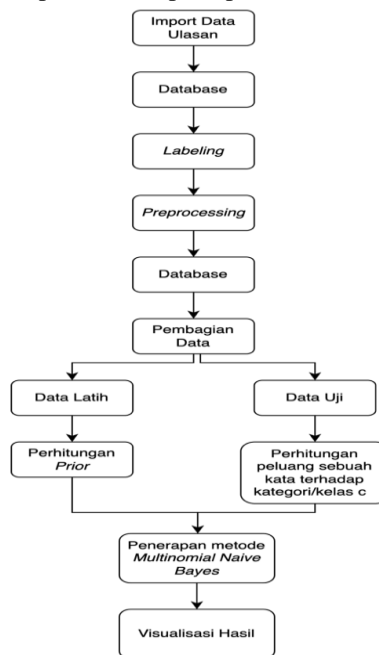 Import Data
Ulasan
Database
Labeling
Preprocessing
Database
Pembagian
Data
Data Latih
Data Uji
Perhitungan
Prior
Perhitungan
peluang sebuah
kata terhadap
kategori/kelas c
Penerapan metode
Multinomial Naive
Bayes
Visualisasi Hasil